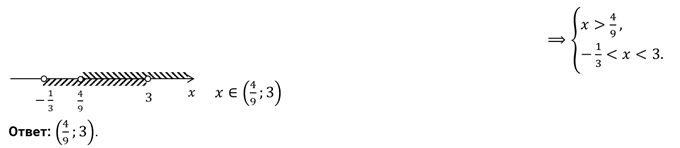 ⟹ { x > 4/9,
-1/3 < x < 3.
-1/3 4/9 3 x x ∈ (4/9; 3)
Ответ: (4/9; 3).